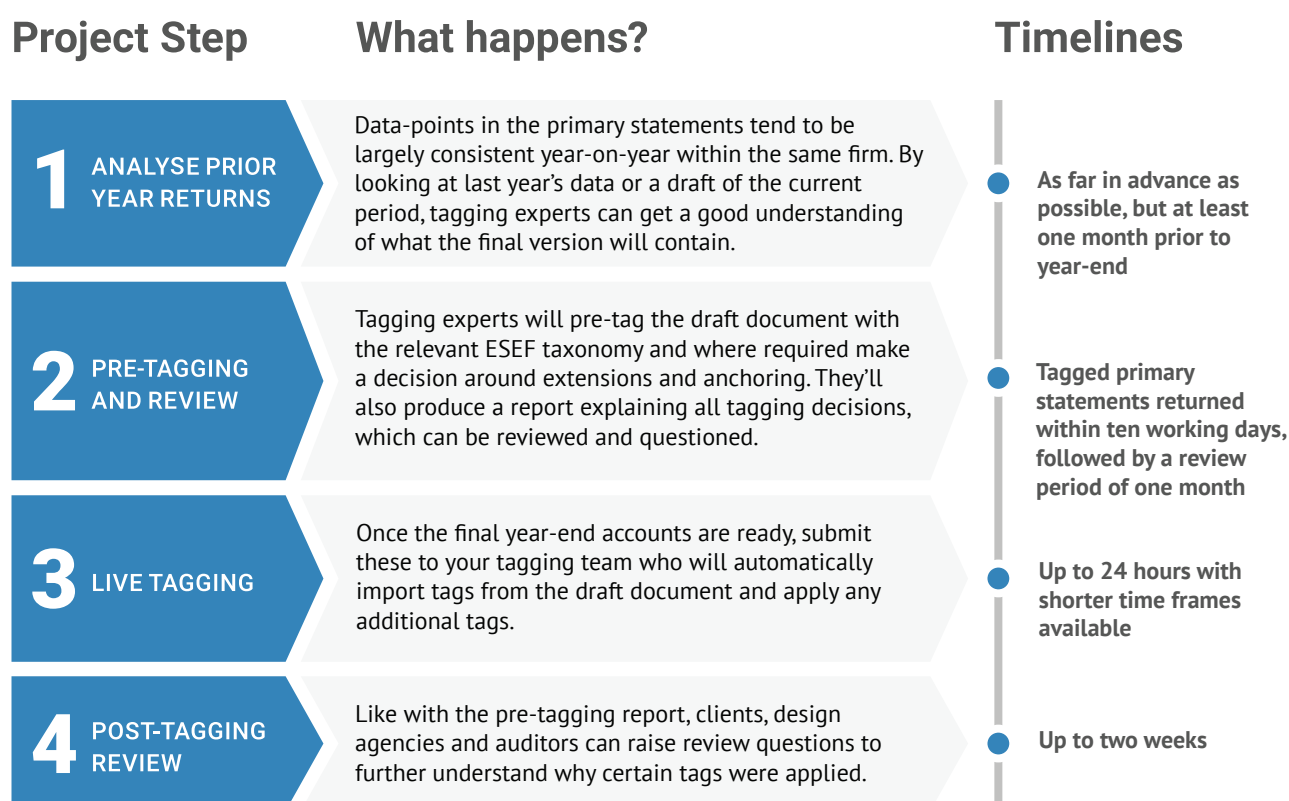 Project Step
What happens?
Timelines
1
ANALYSE PRIOR
YEAR RETURNS
Data-points in the primary statements tend to be
largely consistent year-on-year within the same firm. By
looking at last year’s data or a draft of the current
period, tagging experts can get a good understanding
of what the final version will contain.
As far in advance as
possible, but at least
one month prior to
year-end
2
PRE-TAGGING
AND REVIEW
Tagging experts will pre-tag the draft document with
the relevant ESEF taxonomy and where required make
a decision around extensions and anchoring. They’ll
also produce a report explaining all tagging decisions,
which can be reviewed and questioned.
Tagged primary
statements returned
within ten working days,
followed by a review
period of one month
3
LIVE TAGGING
Once the final year-end accounts are ready, submit
these to your tagging team who will automatically
import tags from the draft document and apply any
additional tags.
Up to 24 hours with
shorter time frames
available
4
POST-TAGGING
REVIEW
Like with the pre-tagging report, clients, design
agencies and auditors can raise review questions to
further understand why certain tags were applied.
Up to two weeks